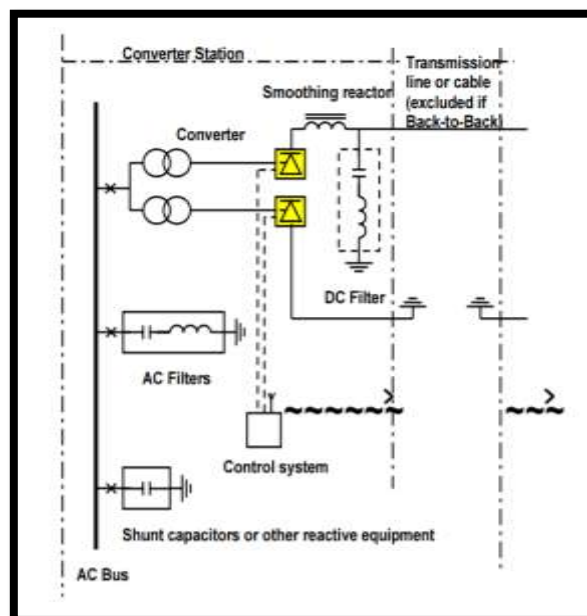 Converter Station
Transmission
line or cable
(excluded if
Back-to-Back)
Smoothing reactor
Converter
DC Filter
AC Filters
Control system
Shunt capacitors or other reactive equipment
AC Bus